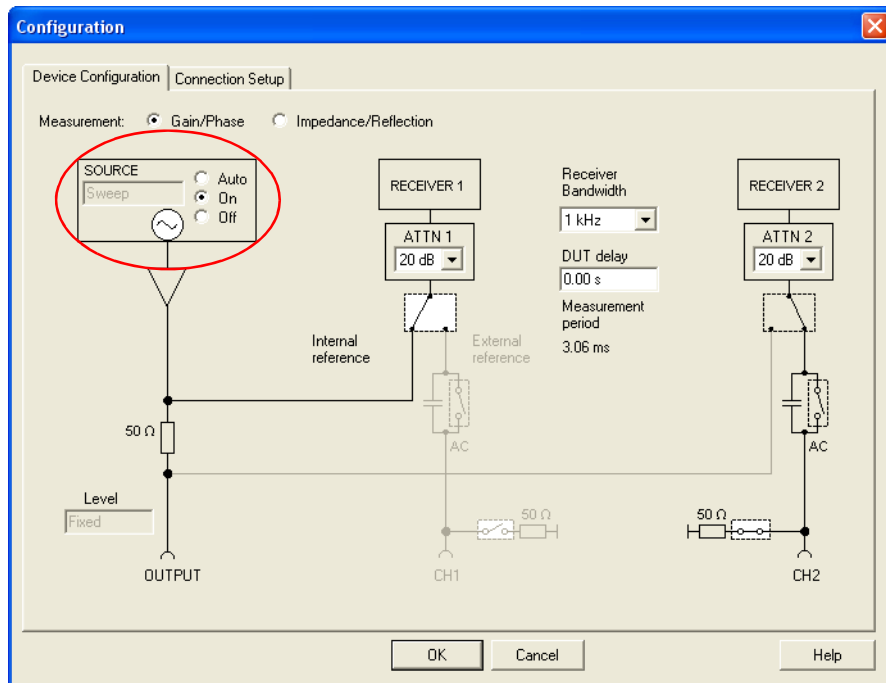 Configuration
Device Configuration
Connection Setup
Measurement:
Gain/Phase
Impedance/Reflection
SOURCE
Sweep
Auto
On
Off
RECEIVER 1
ATTN 1
20 dB
Receiver
Bandwidth
1 kHz
DUT delay
0.00 s
Measurement
period
3.06 ms
RECEIVER 2
ATTN 2
20 dB
Internal
reference
External
reference
50 Ω
AC
AC
Level
Fixed
50 Ω
50 Ω
OUTPUT
CH1
CH2
OK
Cancel
Help